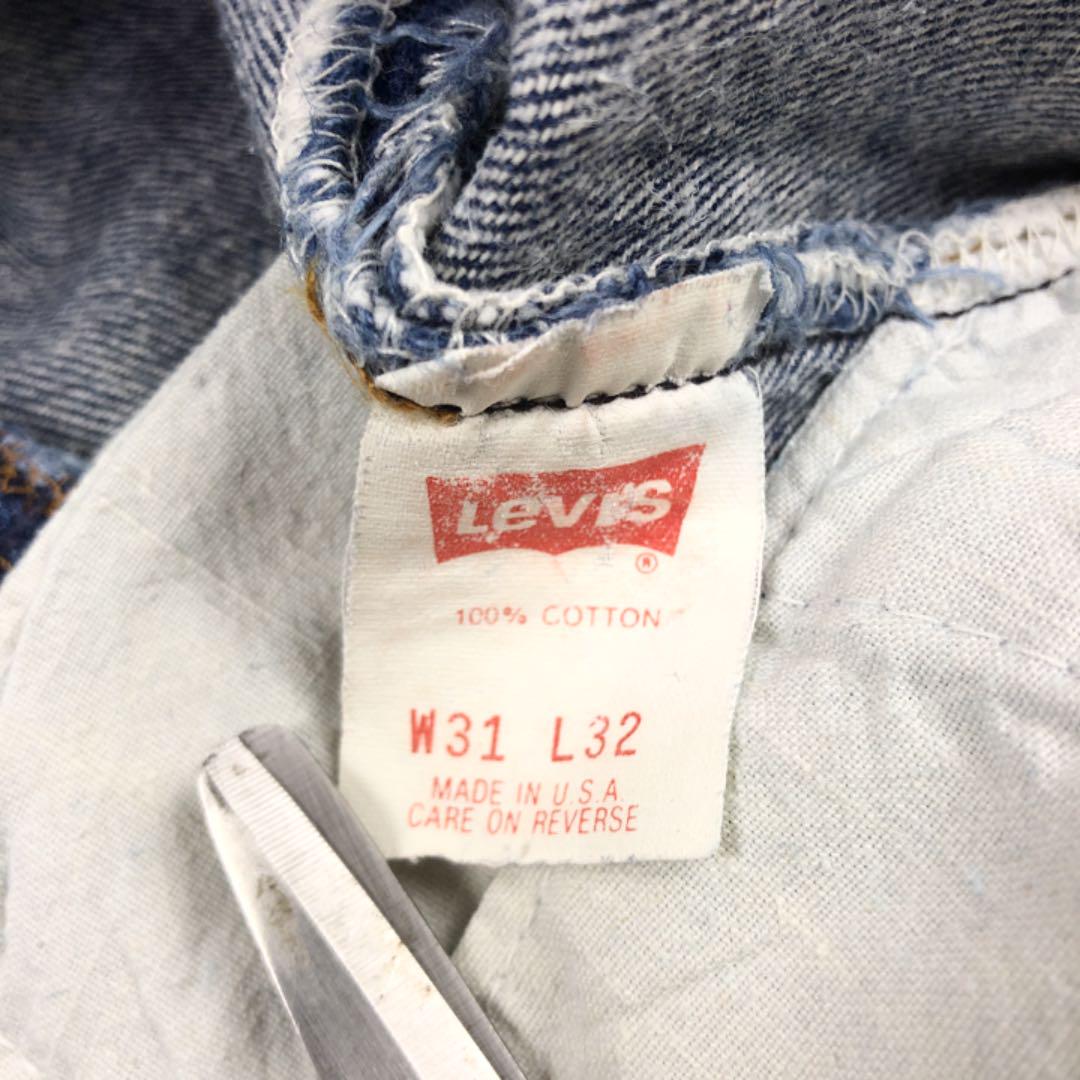 LEVI'S
®
100% COTTON
W31 L32
MADE IN U.S.A.
CARE ON REVERSE